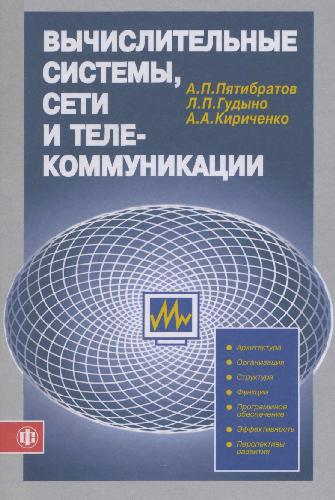 ВЫЧИСЛИТЕЛЬНЫЕ
СИСТЕМЫ,
СЕТИ
И ТЕЛЕ-
КОММУНИКАЦИИ
А.П.Пятибратов
Л.П.Гудыно
А.А.Кириченко
Архитектура
Организация
Структура
Функции
Программное
обеспечение
Эффективность
Перспективы
развития